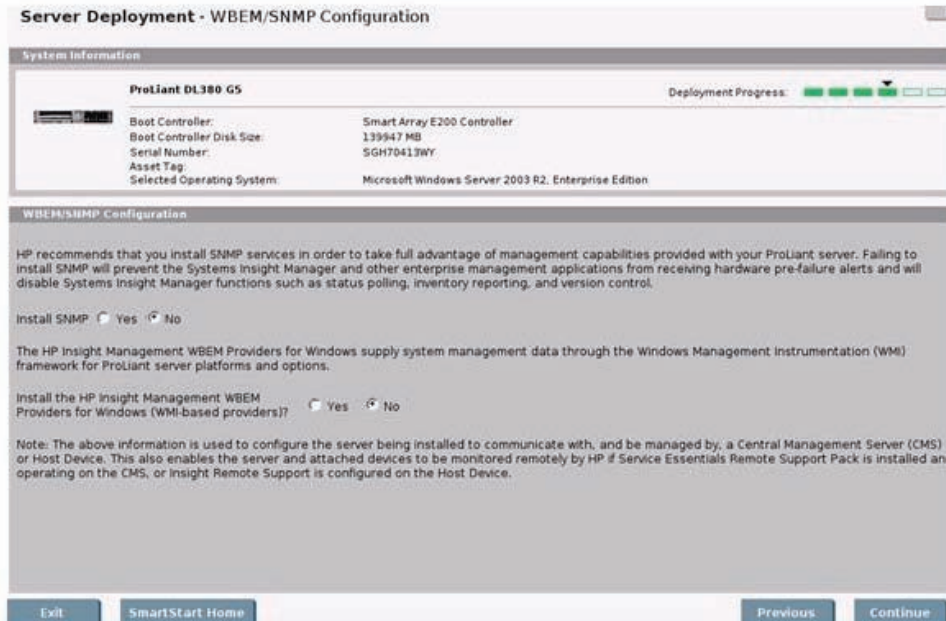 Server Deployment - WBEM/SNMP Configuration
System Information
ProLiant DL380 G5
Deployment Progress:
Boot Controller: Smart Array E200 Controller
Boot Controller Disk Size: 139947 MB
Serial Number: SGH70413WY
Asset Tag:
Selected Operating System: Microsoft Windows Server 2003 R2, Enterprise Edition
WBEM/SNMP Configuration
HP recommends that you install SNMP services in order to take full advantage of management capabilities provided with your ProLiant server. Failing to
install SNMP will prevent the Systems Insight Manager and other enterprise management applications from receiving hardware pre-failure alerts and will
disable Systems Insight Manager functions such as status polling, inventory reporting, and version control.
Install SNMP Yes No
The HP Insight Management WBEM Providers for Windows supply system management data through the Windows Management Instrumentation (WMI)
framework for ProLiant server platforms and options.
Install the HP Insight Management WBEM
Providers for Windows (WMI-based providers)? Yes No
Note: The above information is used to configure the server being installed to communicate with, and be managed by, a Central Management Server (CMS)
or Host Device. This also enables the server and attached devices to be monitored remotely by HP if Service Essentials Remote Support Pack is installed an
operating on the CMS, or Insight Remote Support is configured on the Host Device.
Exit SmartStart Home Previous Continue